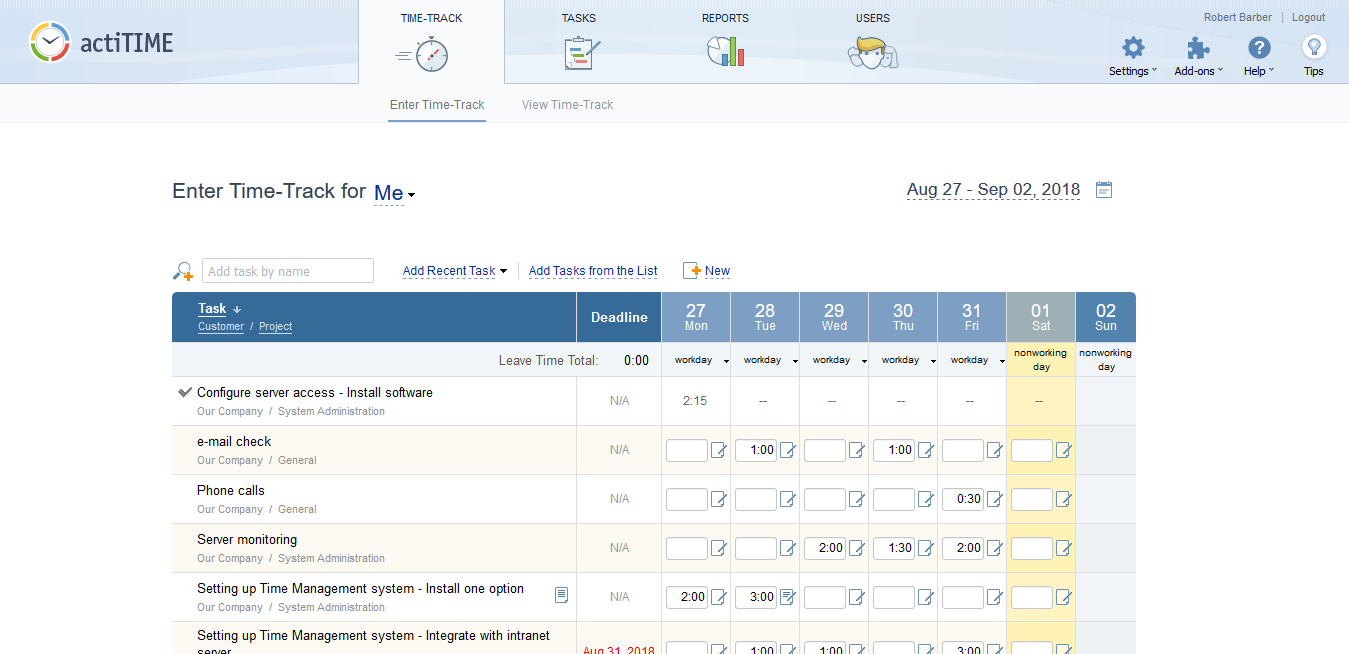 actiTIME
TIME-TRACK
TASKS
REPORTS
USERS
Robert Barber | Logout
Settings
Add-ons
?
Help
Tips
Enter Time-Track
View Time-Track
Enter Time-Track for Me
Aug 27 - Sep 02, 2018
Add task by name
Add Recent Task
Add Tasks from the List
New
Task ↓
Customer / Project
Deadline
27 Mon
28 Tue
29 Wed
30 Thu
31 Fri
01 Sat
02 Sun
Leave Time Total: 0:00 workday workday workday workday workday nonworking day nonworking day
Configure server access - Install software
Our Company / System Administration
N/A 2:15 -- -- -- -- --
e-mail check
Our Company / General
N/A 1:00 1:00
Phone calls
Our Company / General
N/A 0:30
Server monitoring
Our Company / System Administration
N/A 2:00 1:30 2:00
Setting up Time Management system - Install one option
Our Company / System Administration
N/A 2:00 3:00
Setting up Time Management system - Integrate with intranet
server
Aug 31, 2018 1:00 1:00 3:00